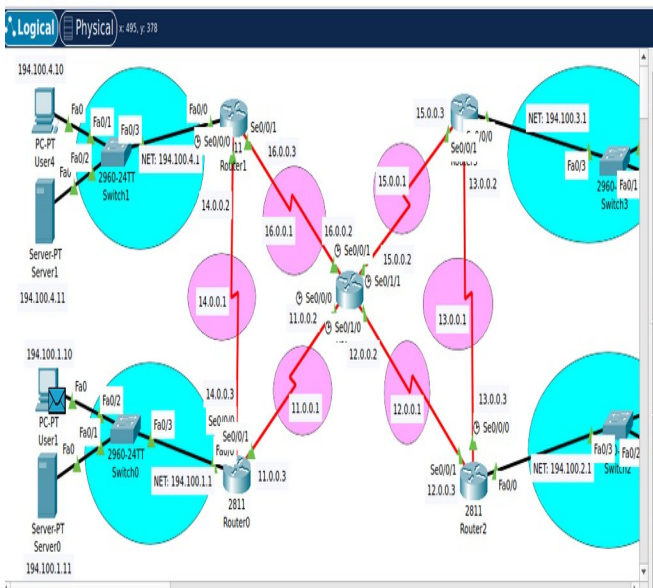 Logical
Physical
x: 495, y: 378
194.100.4.10
Fa0
Fa0/1
Fa0/3
Fa0/0
Se0/0/1
Se0/0/0
Router1
PC-PT
User4
Fa0/2
2960-24TT
Switch1
NET: 194.100.4.1
Server-PT
Server1
194.100.4.11
16.0.0.3
14.0.0.2
16.0.0.1
16.0.0.2
Se0/0/1
15.0.0.2
Se0/1/1
Se0/0/0
11.0.0.2
Se0/1/0
12.0.0.2
15.0.0.3
15.0.0.1
Se0/0/1
13.0.0.2
NET: 194.100.3.1
Fa0/3
2960-
Fa0/1
Switch3
14.0.0.1
13.0.0.1
194.100.1.10
Fa0
Fa0/2
PC-PT
User1
Fa0/1
Fa0
Fa0/3
2960-24TT
Switch0
NET: 194.100.1.1
Server-PT
Server0
194.100.1.11
14.0.0.3
Se0/0/1
11.0.0.3
2811
Router0
11.0.0.1
12.0.0.1
13.0.0.3
Se0/0/0
Se0/0/1
12.0.0.3
Fa0/0
2811
Router2
NET: 194.100.2.1
Fa0/3
Fa0/2